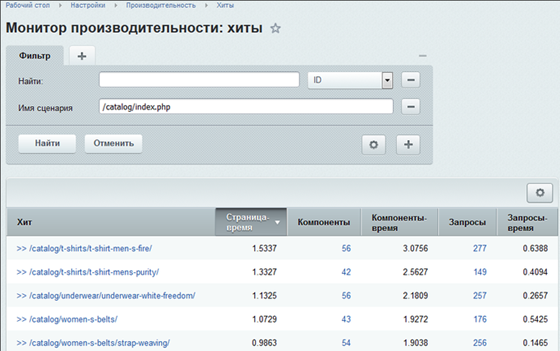 Рабочий стол Настройки Производительность Хиты
Монитор производительности: хиты
Фильтр
Найти: ID
Имя сценария /catalog/index.php
Найти Отменить
Хит Страница-время Компоненты Компоненты-время Запросы Запросы-время
>> /catalog/t-shirts/t-shirt-men-s-fire/ 1.5337 56 3.0756 277 0.6388
>> /catalog/t-shirts/t-shirt-mens-purity/ 1.3327 42 2.5627 149 0.4094
>> /catalog/underwear/underwear-white-freedom/ 1.1325 56 2.1809 257 0.2657
>> /catalog/women-s-belts/ 1.0729 43 1.9272 176 0.5425
>> /catalog/women-s-belts/strap-weaving/ 0.9863 54 1.9038 256 0.1465